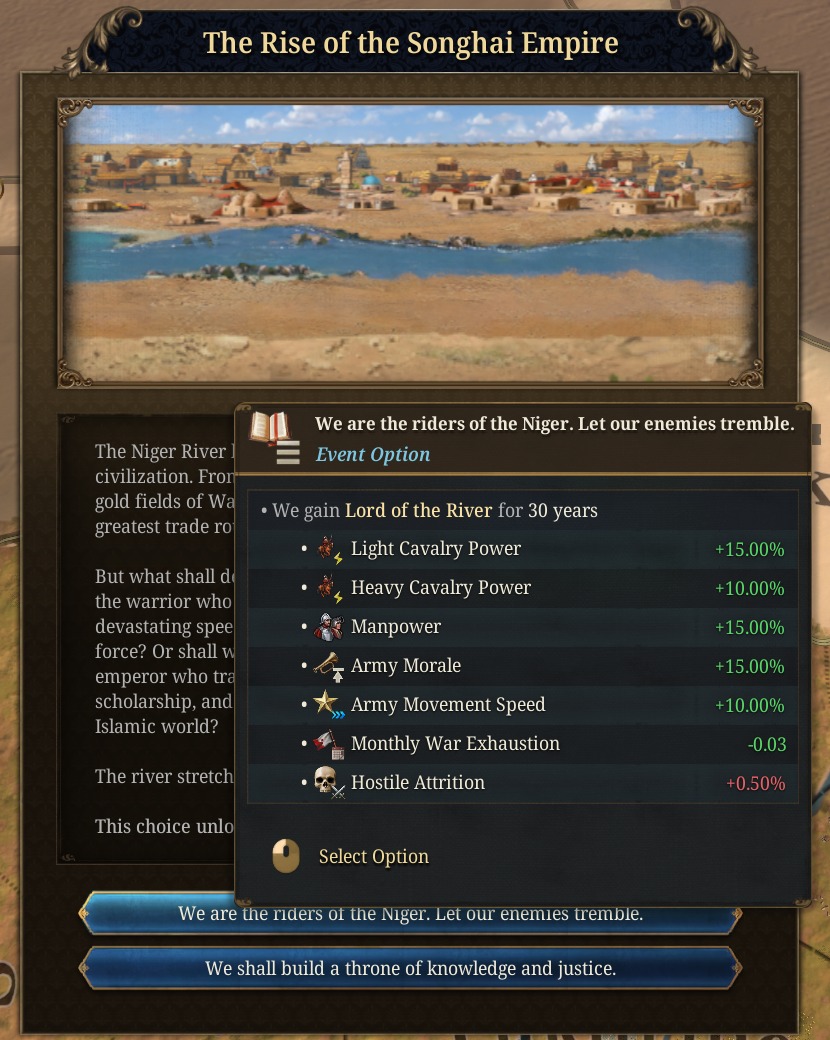 The Rise of the Songhai Empire
We are the riders of the Niger. Let our enemies tremble.
Event Option
• We gain Lord of the River for 30 years
• Light Cavalry Power +15.00%
• Heavy Cavalry Power +10.00%
• Manpower +15.00%
• Army Morale +15.00%
• Army Movement Speed +10.00%
• Monthly War Exhaustion -0.03
• Hostile Attrition +0.50%
Select Option
The Niger River
civilization. From
gold fields of Wa
greatest trade ro
But what shall
the warrior who
devastating spee
force? Or shall w
emperor who tra
scholarship, and
Islamic world?
The river stretch
This choice unlo
We are the riders of the Niger. Let our enemies tremble.
We shall build a throne of knowledge and justice.